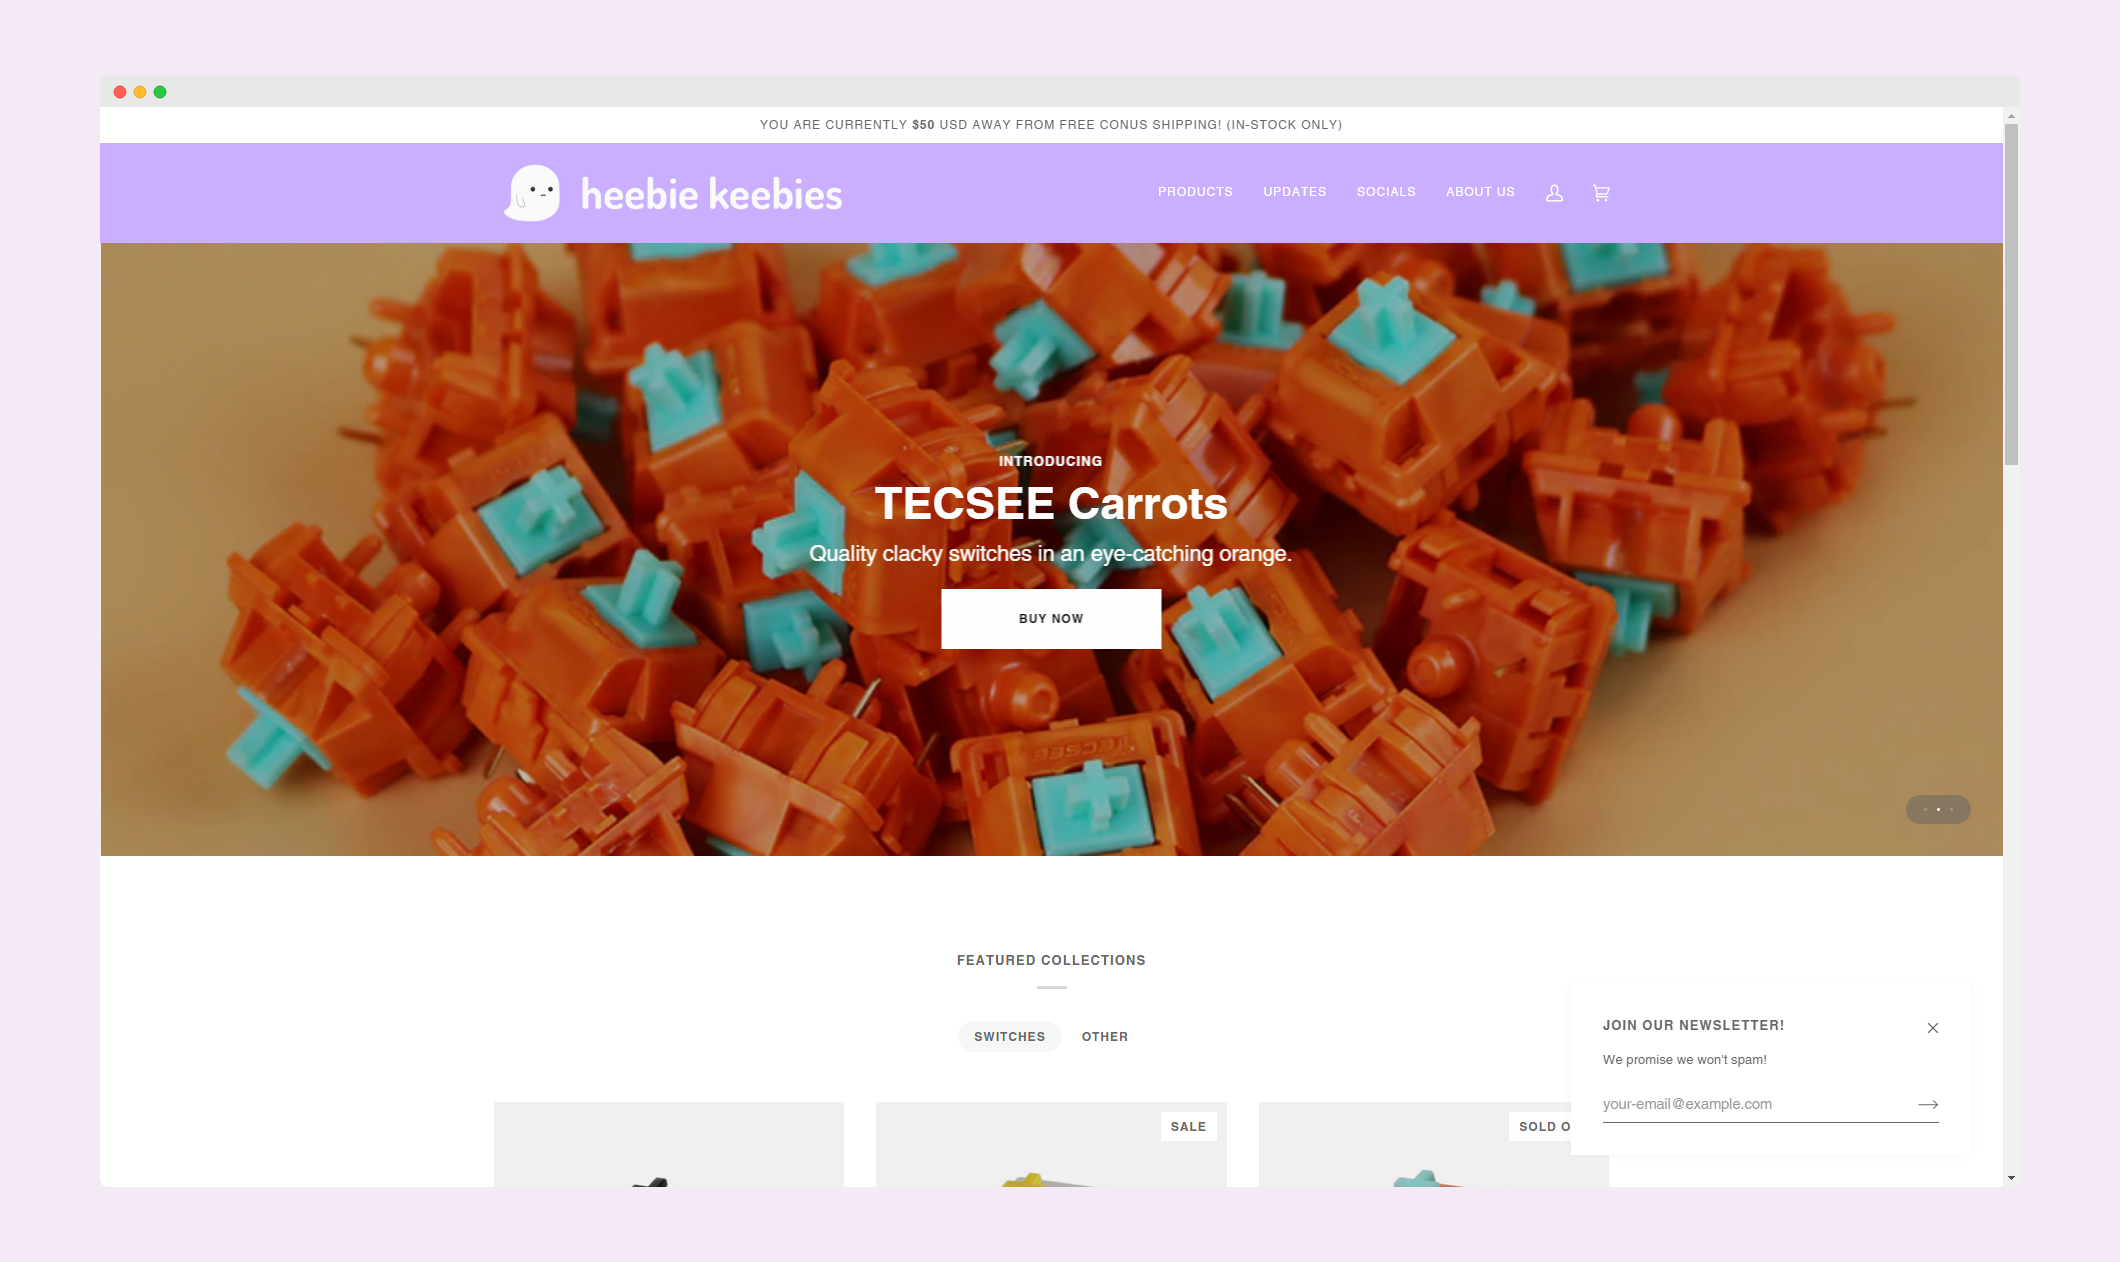 YOU ARE CURRENTLY $50 USD AWAY FROM FREE CONUS SHIPPING! (IN-STOCK ONLY)
heebie keebies
PRODUCTS
UPDATES
SOCIALS
ABOUT US
INTRODUCING
TECSEE Carrots
Quality clacky switches in an eye-catching orange.
BUY NOW
TECSEE
FEATURED COLLECTIONS
SWITCHES
OTHER
SALE
SOLD O
JOIN OUR NEWSLETTER!
We promise we won't spam!
your-email@example.com